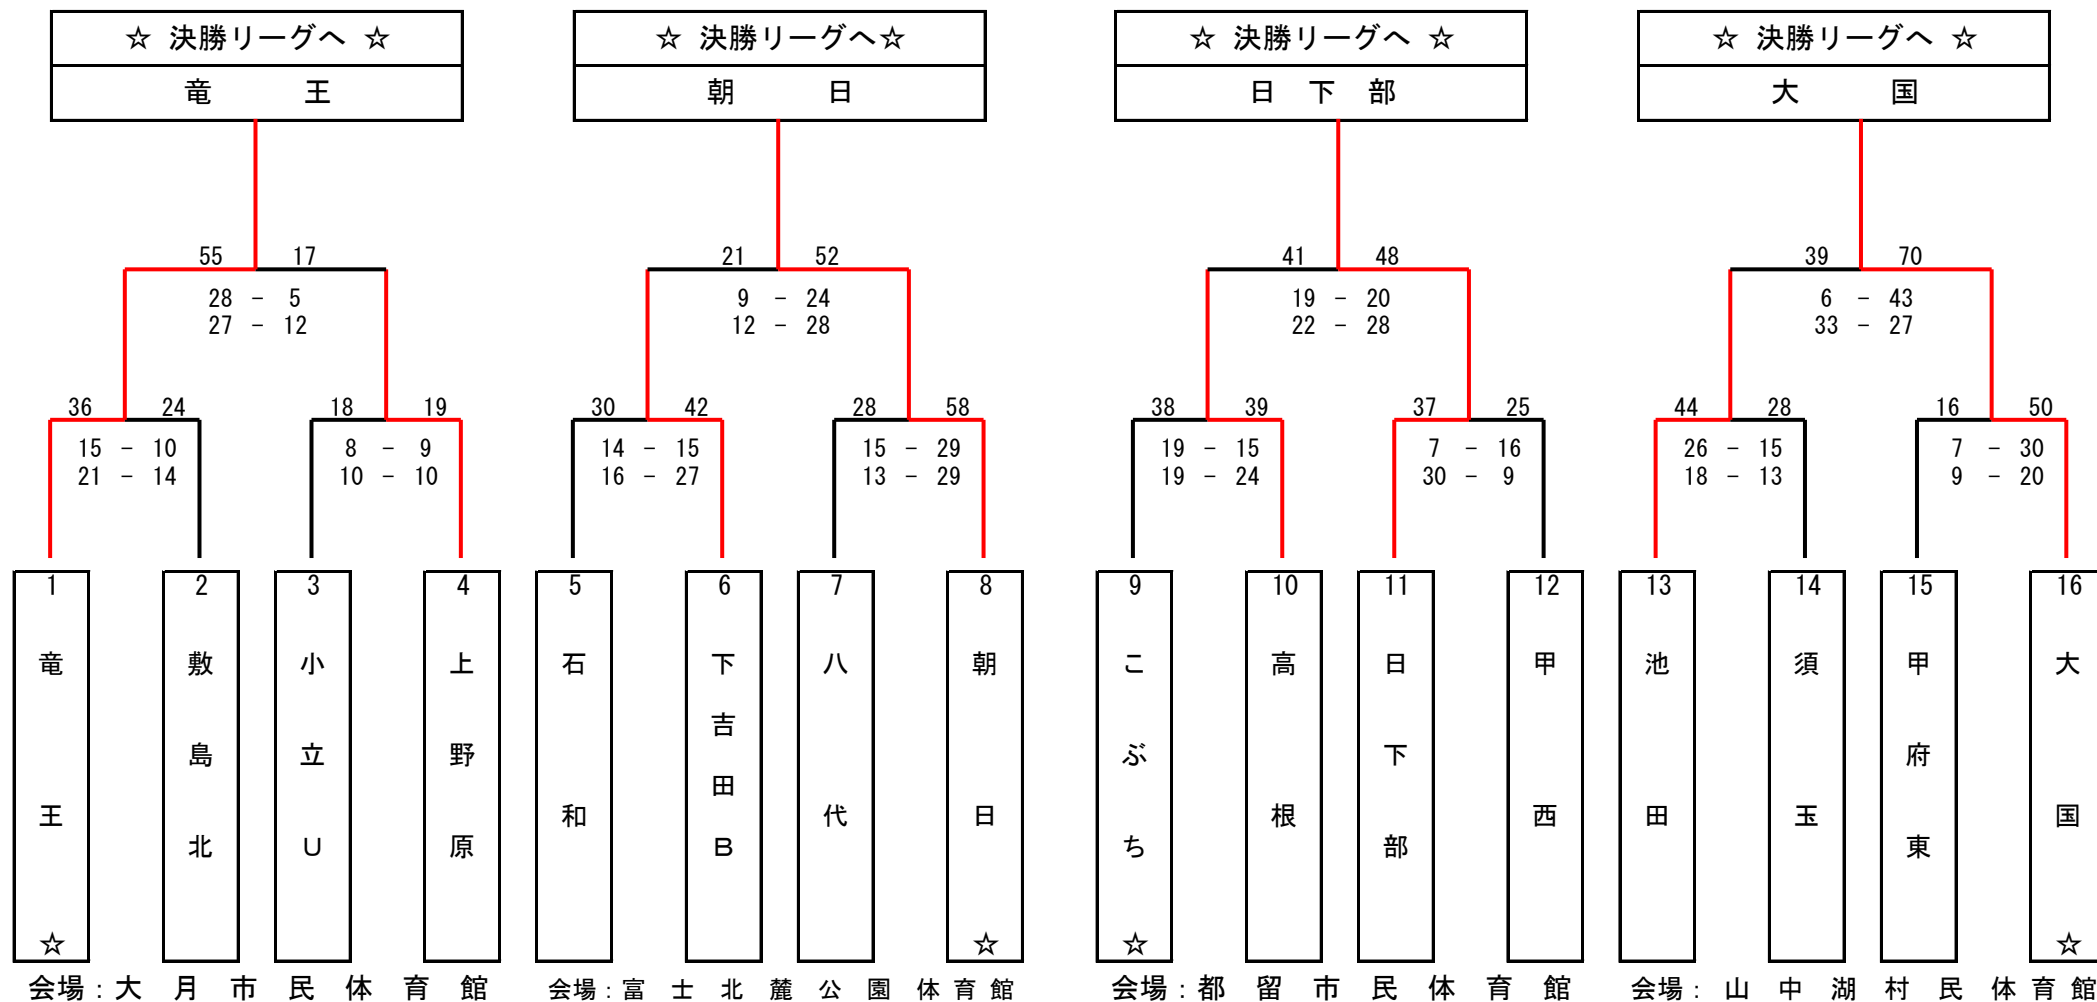 ☆ 決勝リーグへ ☆
竜 王
☆ 決勝リーグへ☆
朝 日
☆ 決勝リーグへ ☆
日 下 部
☆ 決勝リーグへ ☆
大 国
55 17
28 - 5
27 - 12
21 52
9 - 24
12 - 28
41 48
19 - 20
22 - 28
39 70
6 - 43
33 - 27
36 24
15 - 10
21 - 14
18 19
8 - 9
10 - 10
30 42
14 - 15
16 - 27
28 58
15 - 29
13 - 29
38 39
19 - 15
19 - 24
37 25
7 - 16
30 - 9
44 28
26 - 15
18 - 13
16 50
7 - 30
9 - 20
1
竜王
☆
2
敷島北
3
小立U
4
上野原
5
石和
6
下吉田B
7
八代
8
朝日
☆
9
こぶち
☆
10
高根
11
日下部
12
甲西
13
池田
14
須玉
15
甲府東
16
大国
☆
会場：大 月 市 民 体 育 館
会場：富 士 北 麓 公 園 体 育 館
会場：都 留 市 民 体 育 館
会場： 山 中 湖 村 民 体 育 館